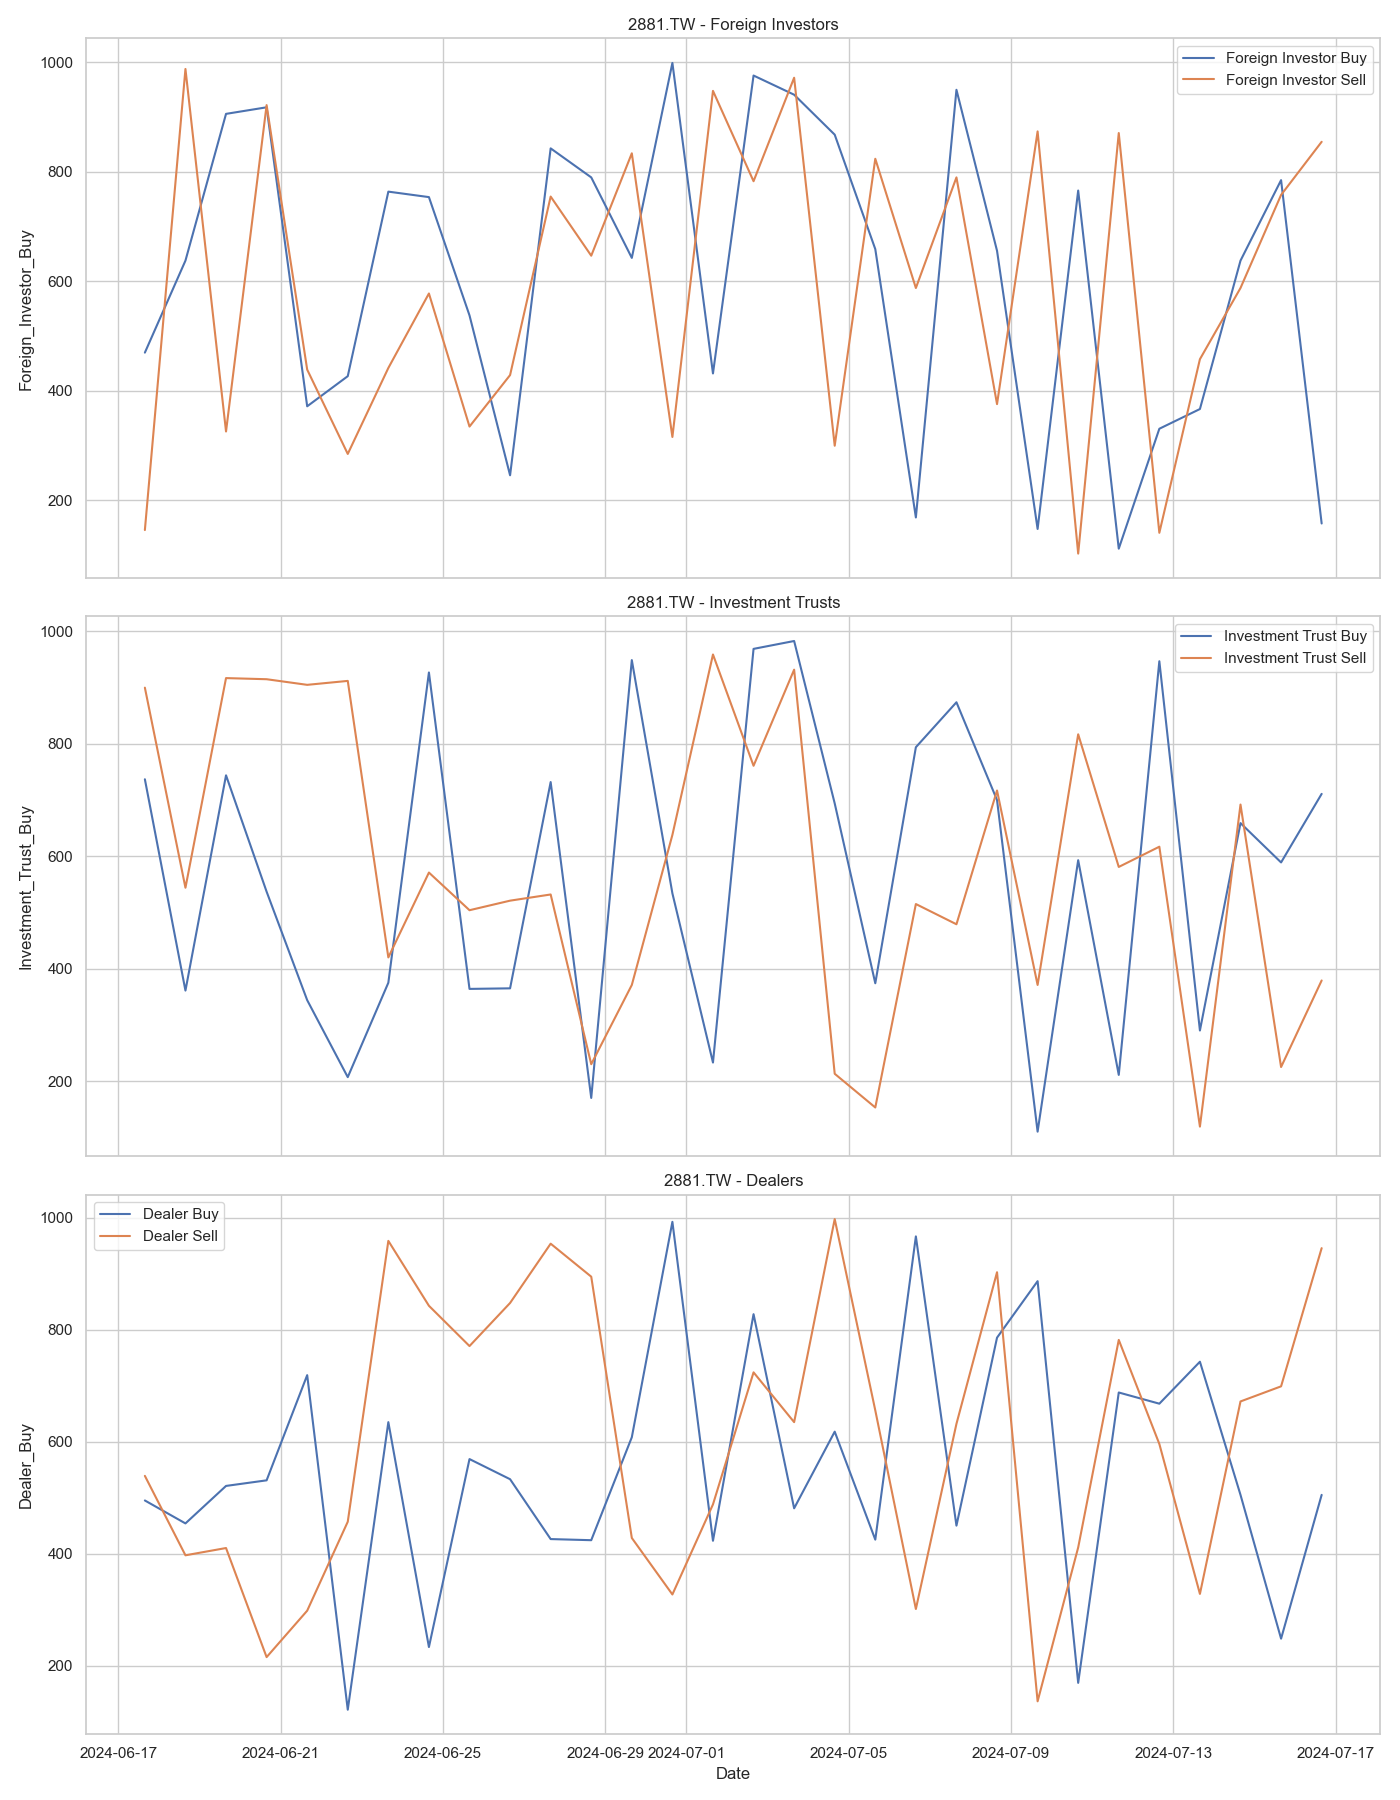 2881.TW - Foreign Investors
Foreign Investor Buy
Foreign Investor Sell
Foreign_Investor_Buy
1000
800
600
400
200
2881.TW - Investment Trusts
Investment Trust Buy
Investment Trust Sell
Investment_Trust_Buy
1000
800
600
400
200
2881.TW - Dealers
Dealer Buy
Dealer Sell
Dealer_Buy
1000
800
600
400
200
2024-06-17 2024-06-21 2024-06-25 2024-06-29 2024-07-01 2024-07-05 2024-07-09 2024-07-13 2024-07-17
Date